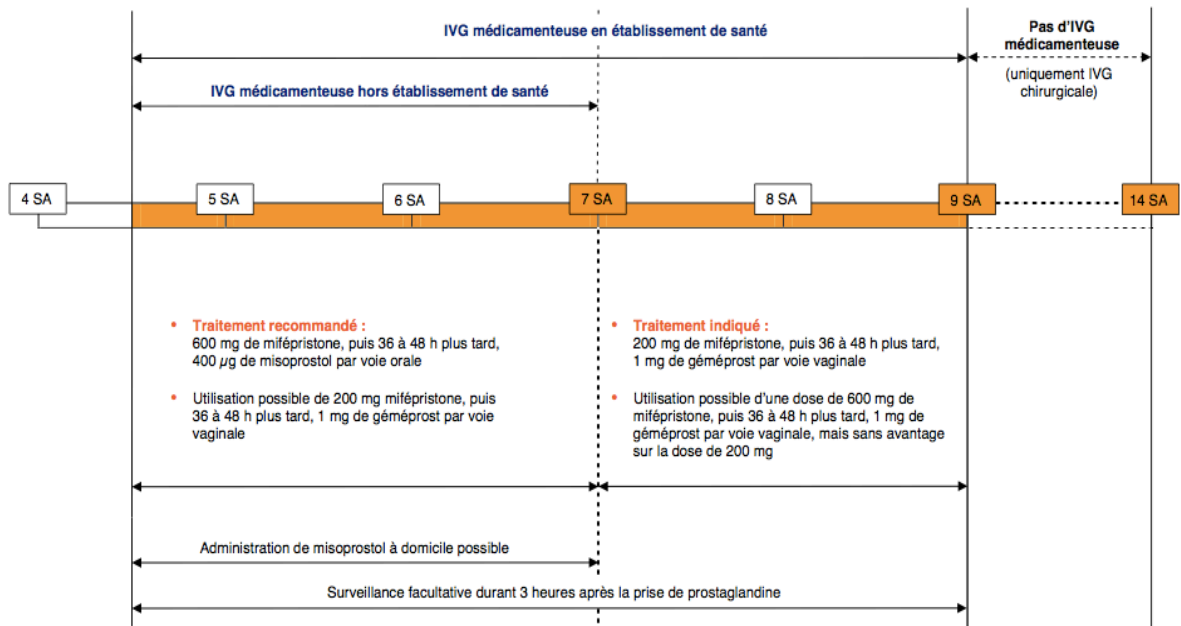 IVG médicamenteuse en établissement de santé
Pas d'IVG
médicamenteuse
(uniquement IVG
chirurgicale)
IVG médicamenteuse hors établissement de santé
4 SA
5 SA
6 SA
7 SA
8 SA
9 SA
14 SA
• Traitement recommandé :
600 mg de mifépristone, puis 36 à 48 h plus tard,
400 µg de misoprostol par voie orale
• Utilisation possible de 200 mg mifépristone, puis
36 à 48 h plus tard, 1 mg de géméprost par voie
vaginale
• Traitement indiqué :
200 mg de mifépristone, puis 36 à 48 h plus tard,
1 mg de géméprost par voie vaginale
• Utilisation possible d'une dose de 600 mg de
mifépristone, puis 36 à 48 h plus tard, 1 mg de
géméprost par voie vaginale, mais sans avantage
sur la dose de 200 mg
Administration de misoprostol à domicile possible
Surveillance facultative durant 3 heures après la prise de prostaglandine